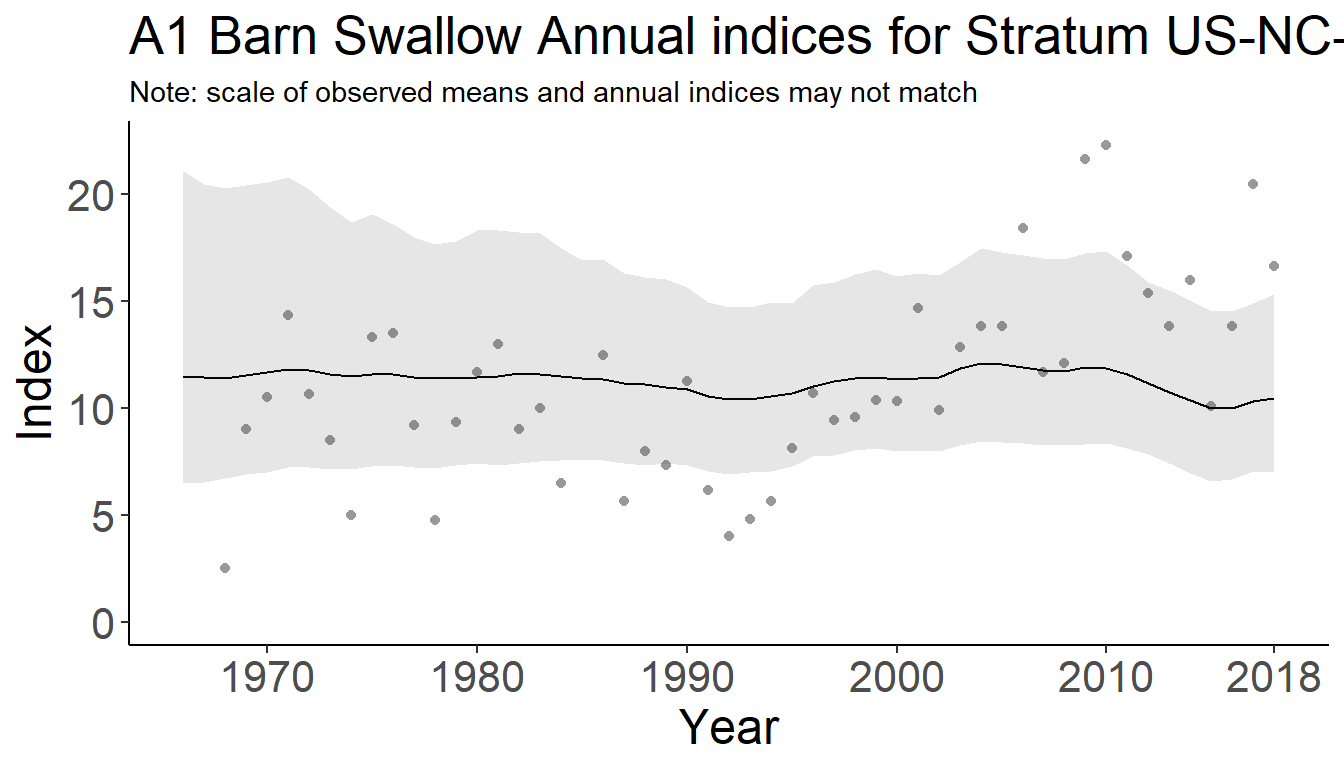 A1 Barn Swallow Annual indices for Stratum US-NC-
Note: scale of observed means and annual indices may not match
Index
20
15
10
5
0
1970 1980 1990 2000 2010 2018
Year